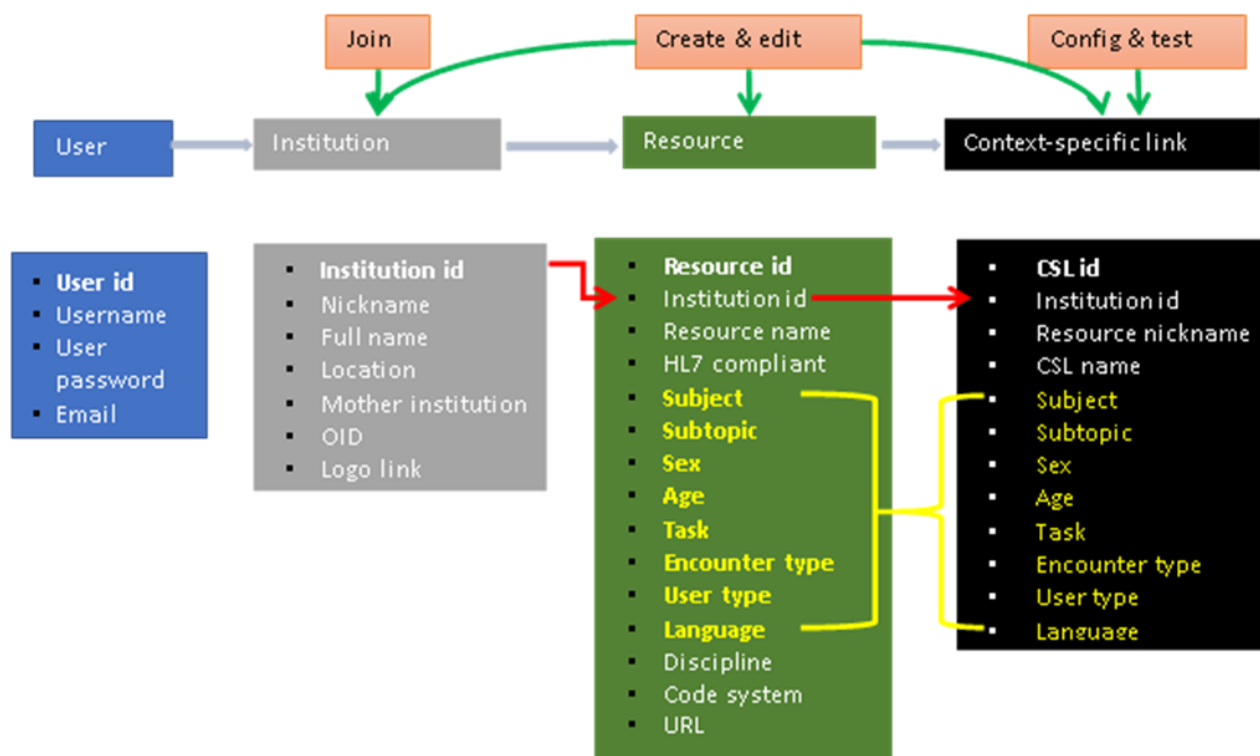 Join
Create & edit
Config & test
User
Institution
Resource
Context-specific link
User id
Username
User
password
Email
Institution id
Nickname
Full name
Location
Mother institution
OID
Logo link
Resource id
Institution id
Resource name
HL7 compliant
Subject
Subtopic
Sex
Age
Task
Encounter type
User type
Language
Discipline
Code system
URL
CSL id
Institution id
Resource nickname
CSL name
Subject
Subtopic
Sex
Age
Task
Encounter type
User type
Language